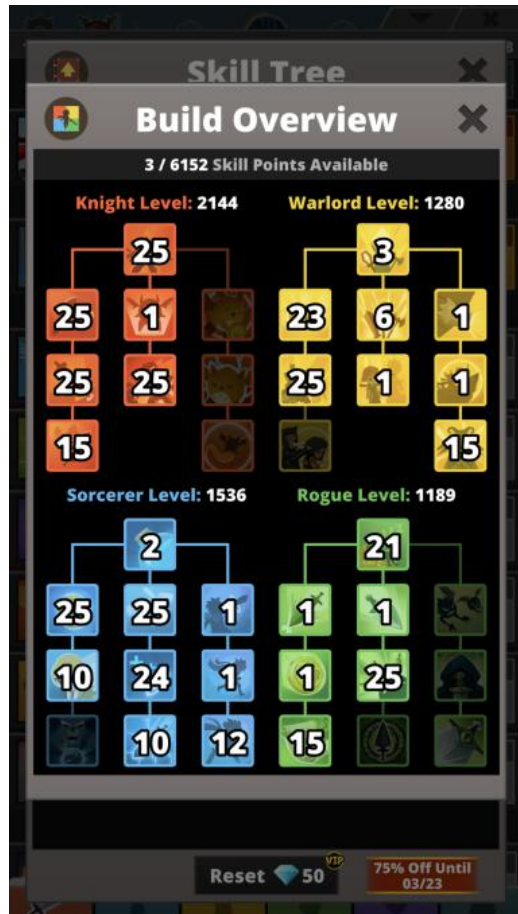 Skill Tree
Build Overview
3 / 6152 Skill Points Available
Knight Level: 2144
Warlord Level: 1280
25
3
25 1
23 6 1
25 25
25 1 1
15
15
Sorcerer Level: 1536
Rogue Level: 1189
2
21
25 25 1
1 1
10 24 1
1 25
10 12
15
Reset 50
VIP
75% Off Until
03/23